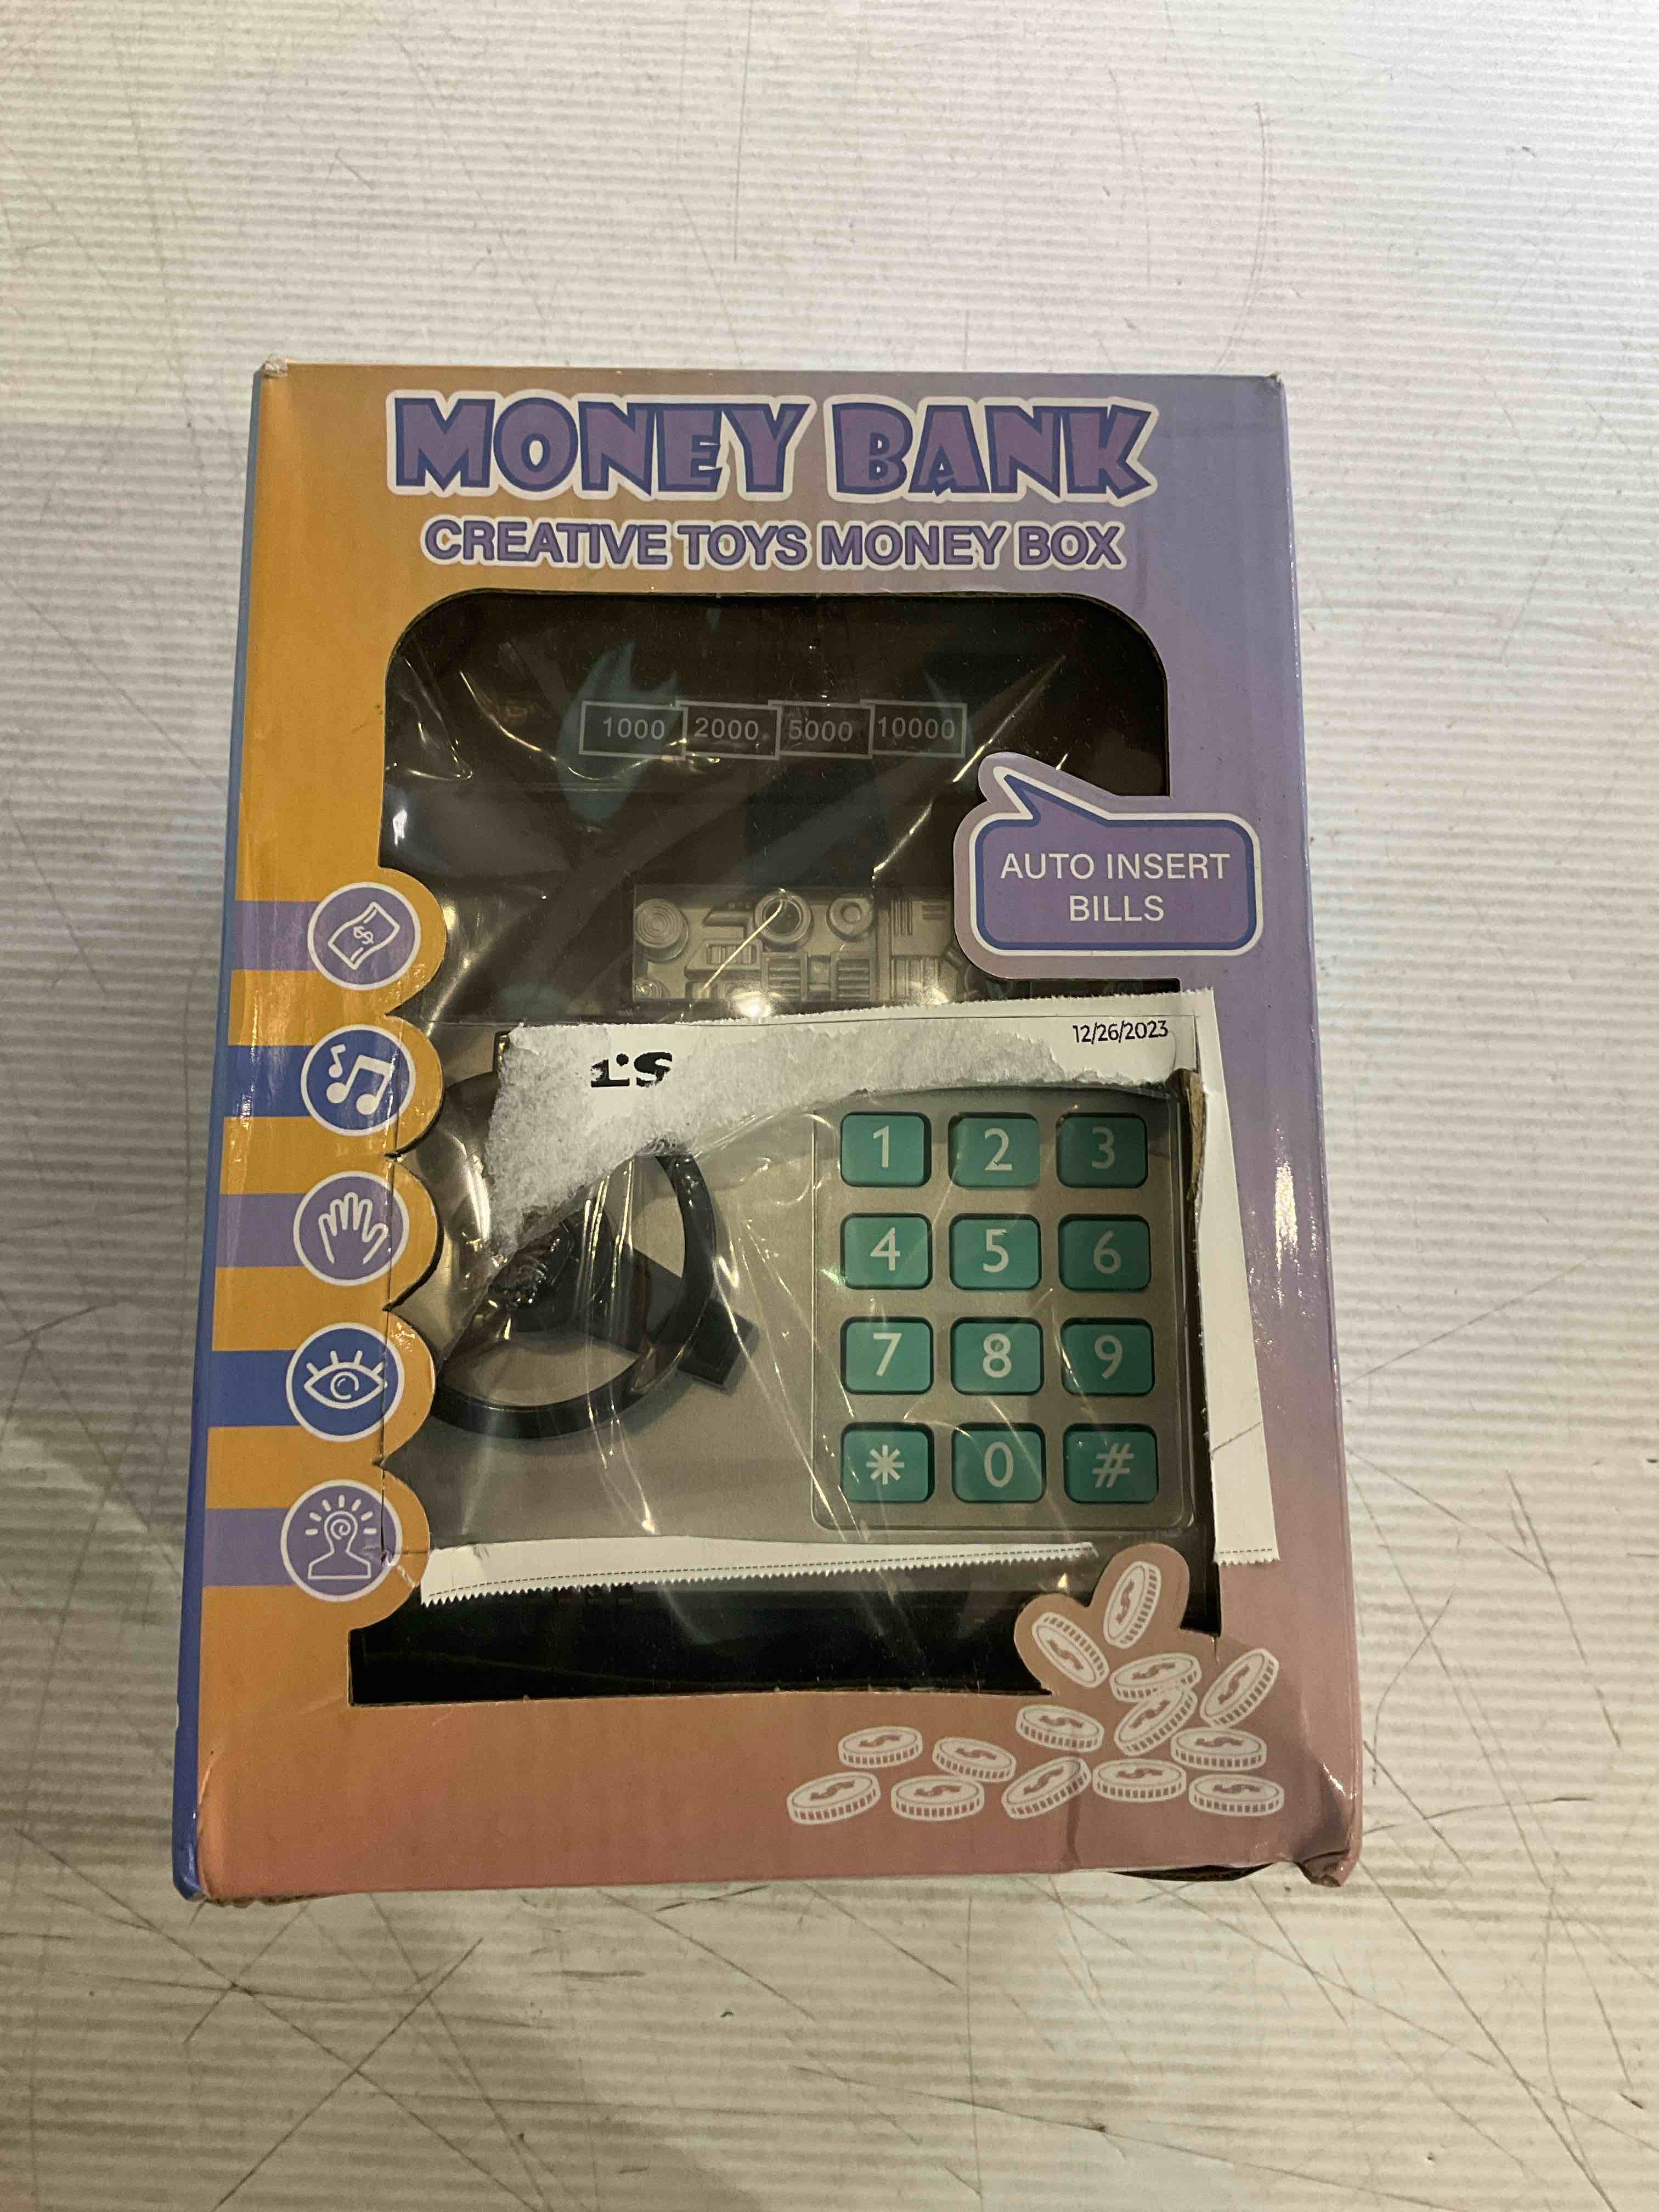 MONEY BANK
CREATIVE TOYS MONEY BOX
1000 2000 5000 10000
AUTO INSERT
BILLS
12/26/2023
1 2 3
4 5 6
7 8 9
* 0 #